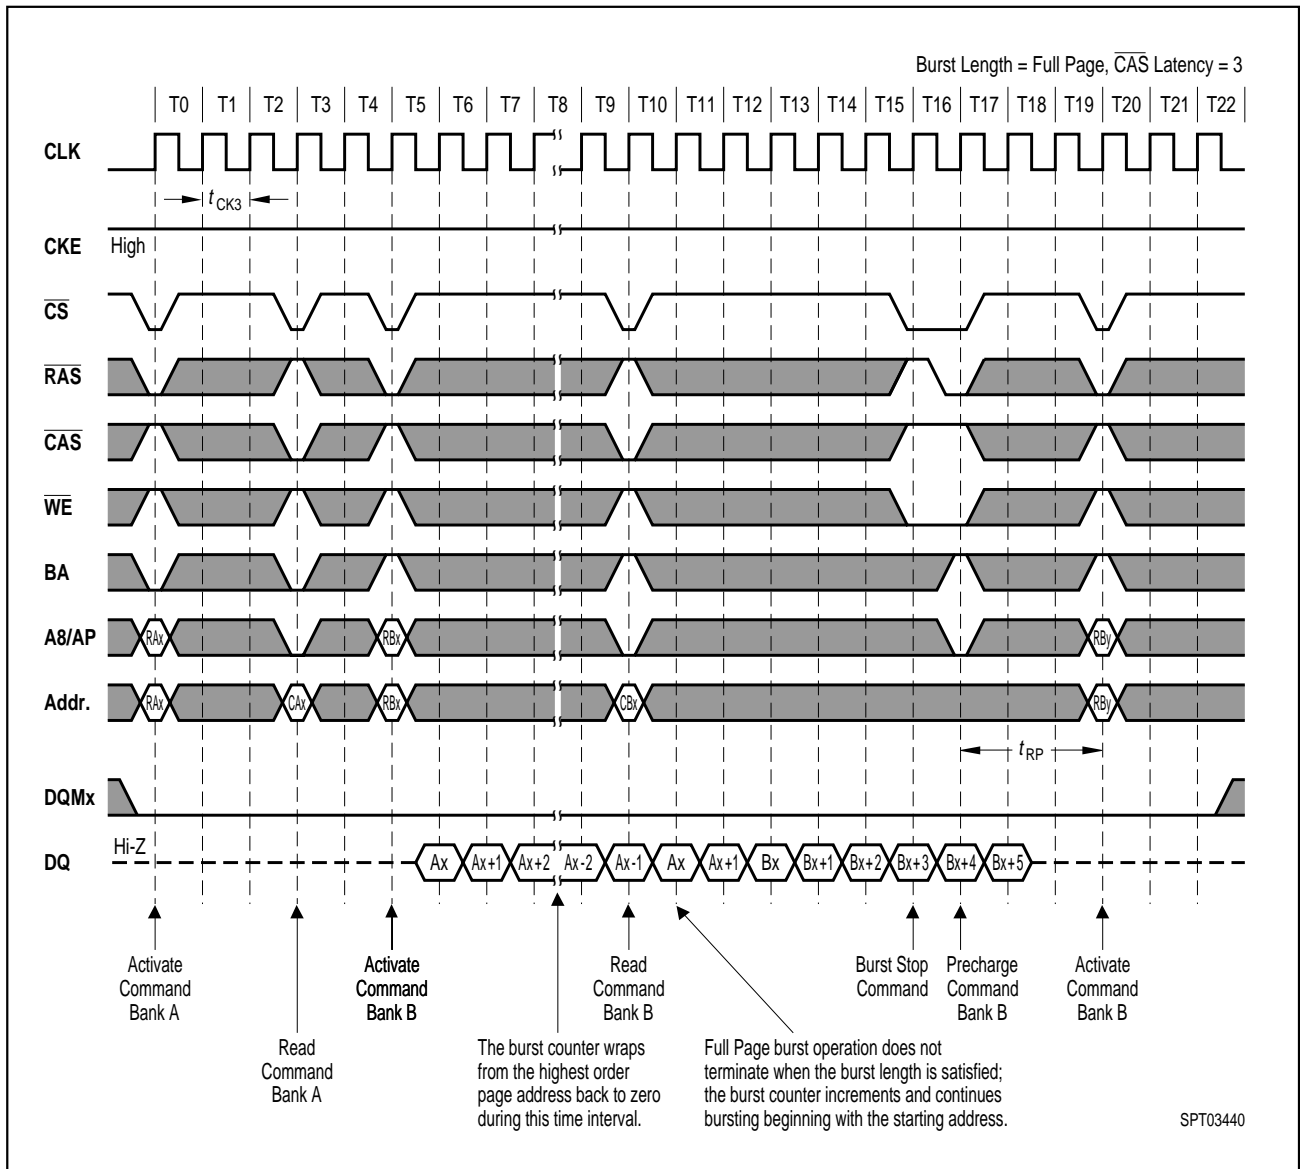 Burst Length = Full Page, CAS Latency = 3
T0 T1 T2 T3 T4 T5 T6 T7 T8 T9 T10 T11 T12 T13 T14 T15 T16 T17 T18 T19 T20 T21 T22
CLK
t CK3
CKE High
CS
RAS
CAS
WE
BA
A8/AP RAx RBx RBy
Addr. RAx CAx RBx CBx RBy
t RP
DQMx
Hi-Z
DQ Ax Ax+1 Ax+2 Ax-2 Ax-1 Ax Ax+1 Bx Bx+1 Bx+2 Bx+3 Bx+4 Bx+5
Activate
Command
Bank A
Read
Command
Bank A
Activate
Command
Bank B
The burst counter wraps
from the highest order
page address back to zero
during this time interval.
Read
Command
Bank B
Full Page burst operation does not
terminate when the burst length is satisfied;
the burst counter increments and continues
bursting beginning with the starting address.
Burst Stop
Command
Precharge
Command
Bank B
Activate
Command
Bank B
SPT03440